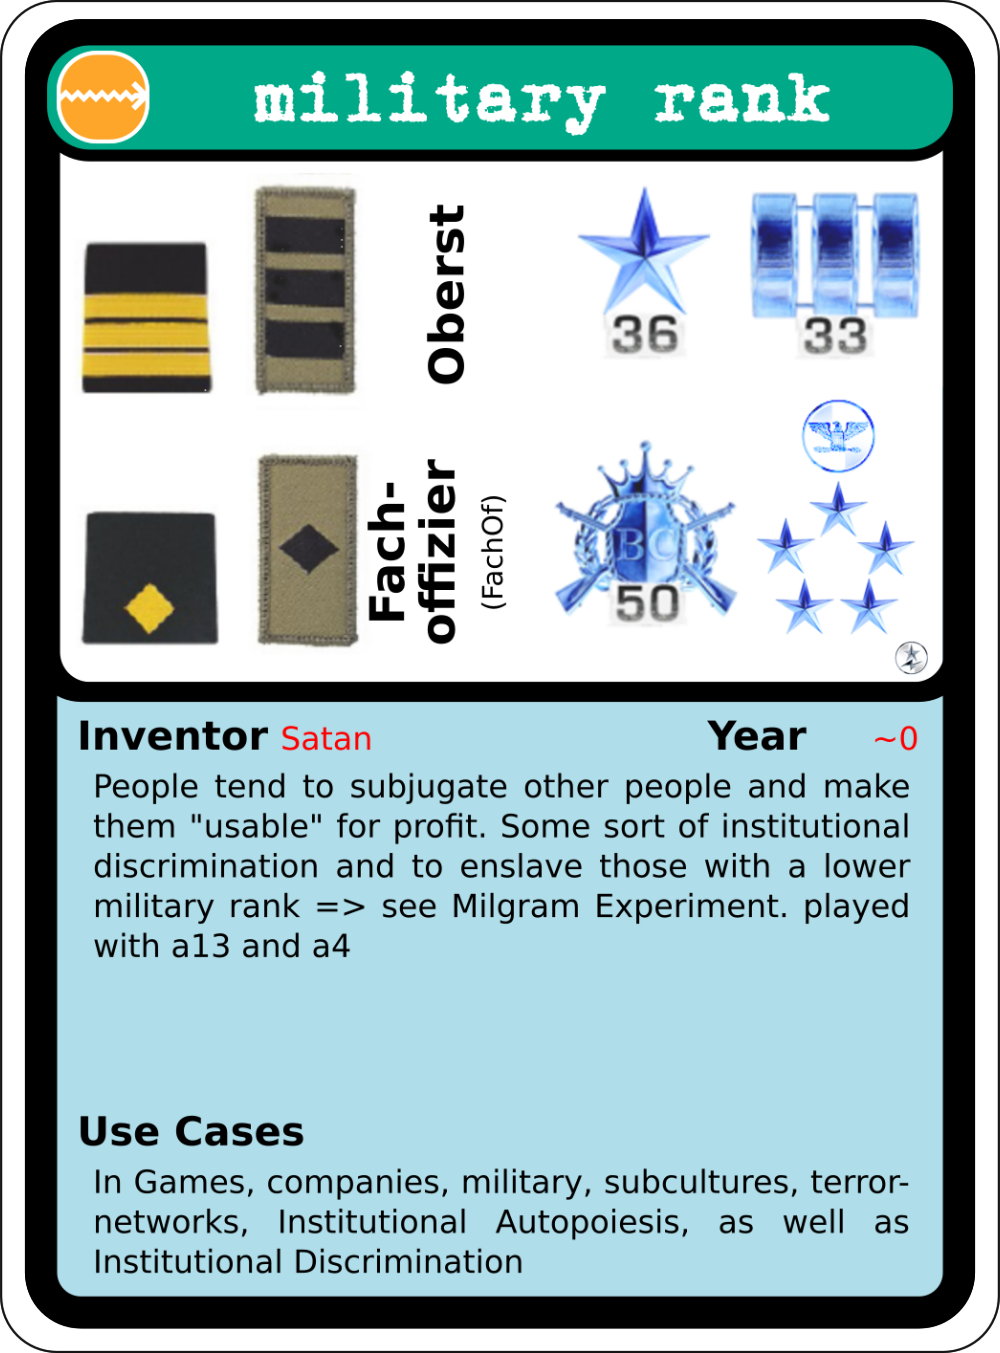 military rank
Oberst
36
33
Fach-
offizier
(FachOf)
BC
50
Inventor Satan Year ~0
People tend to subjugate other people and make
them "usable" for profit. Some sort of institutional
discrimination and to enslave those with a lower
military rank => see Milgram Experiment. played
with a13 and a4
Use Cases
In Games, companies, military, subcultures, terror-
networks, Institutional Autopoiesis, as well as
Institutional Discrimination